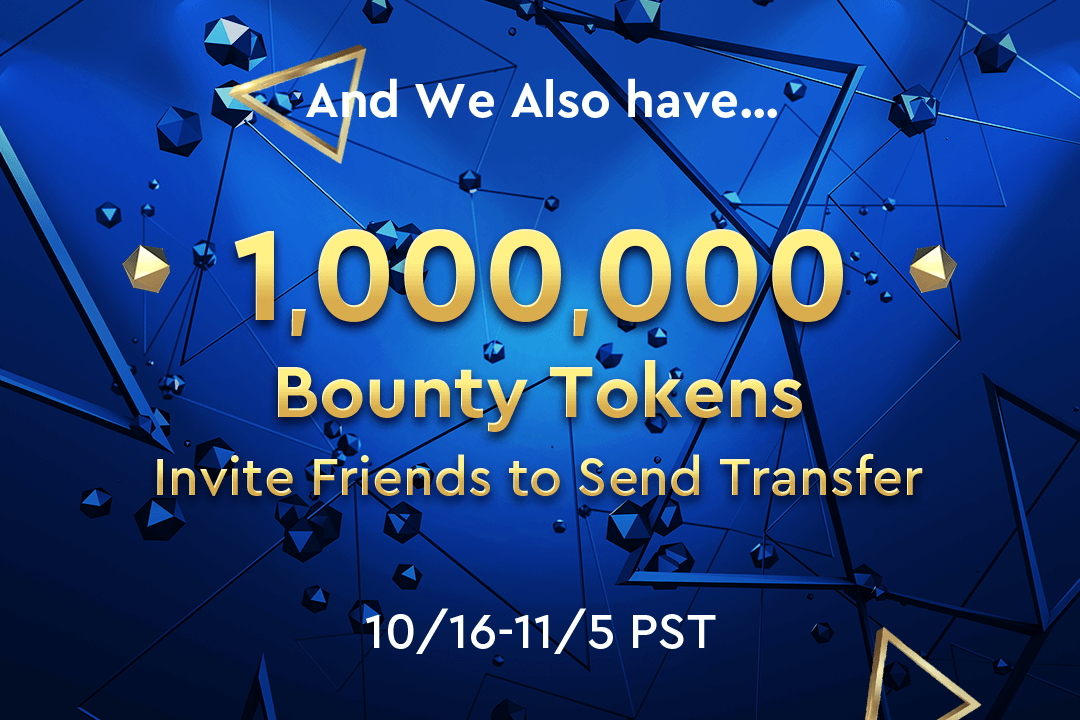 And We Also have...
1,000,000
Bounty Tokens
Invite Friends to Send Transfer
10/16-11/5 PST